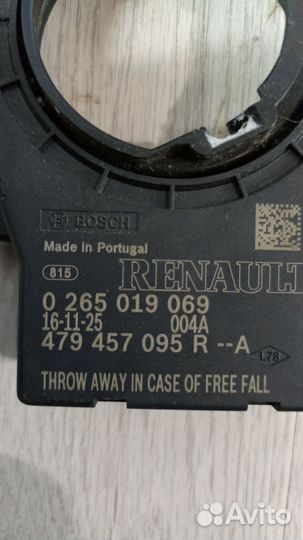 BOSCH
Made in Portugal
815 RENAULT
0 265 019 069
16-11-25 004A
479 457 095 R --A
L78
THROW AWAY IN CASE OF FREE FALL
Avito